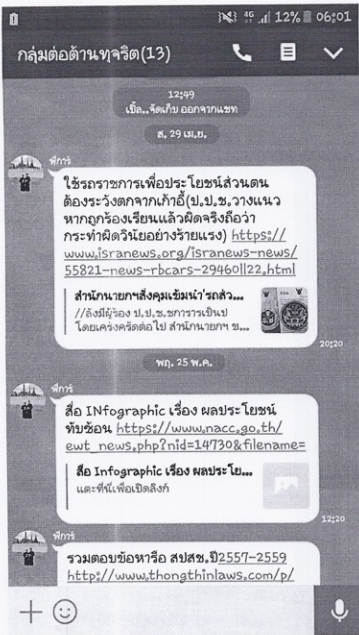 4G 12% 06:01
กลุ่มต่อต้านทุจริต(13)
12:49
เปิ้ล..จัดเก็บ ออกจากแชท
ส. 29 เม.ย.
พี่การ์
ใช้รถราชการเพื่อประโยชน์ส่วนตน
ต้องระวังตกจากเก้าอี้(ป.ป.ช.วางแนว
หากถูกร้องเรียนแล้วผิดจริงถือว่า
กระทำผิดวินัยอย่างร้ายแรง) https://
www.isranews.org/isranews-news/
55821-news-rbcars-29460||22.html
สำนักนายกฯสั่งคุมเข้มนำ'รถส่ว...
//ลังมีผู้ร้อง ป.ป.ช.
โดยเคร่งครัดต่อไป สำนักนายกฯ ข...
20:20
พฤ. 25 พ.ค.
พี่การ์
สื่อ INfographic เรื่อง ผลประโยชน์
ทับซ้อน https://www.nacc.go.th/
ewt_news.php?nid=14730&filename=
สื่อ Infographic เรื่อง ผลประโย...
แตะที่นี่เพื่อเปิดลิงก์
12:20
พี่การ์
รวมตอบข้อหารือ สปสช.ปี2557-2559
http://www.thongthinlaws.com/p/